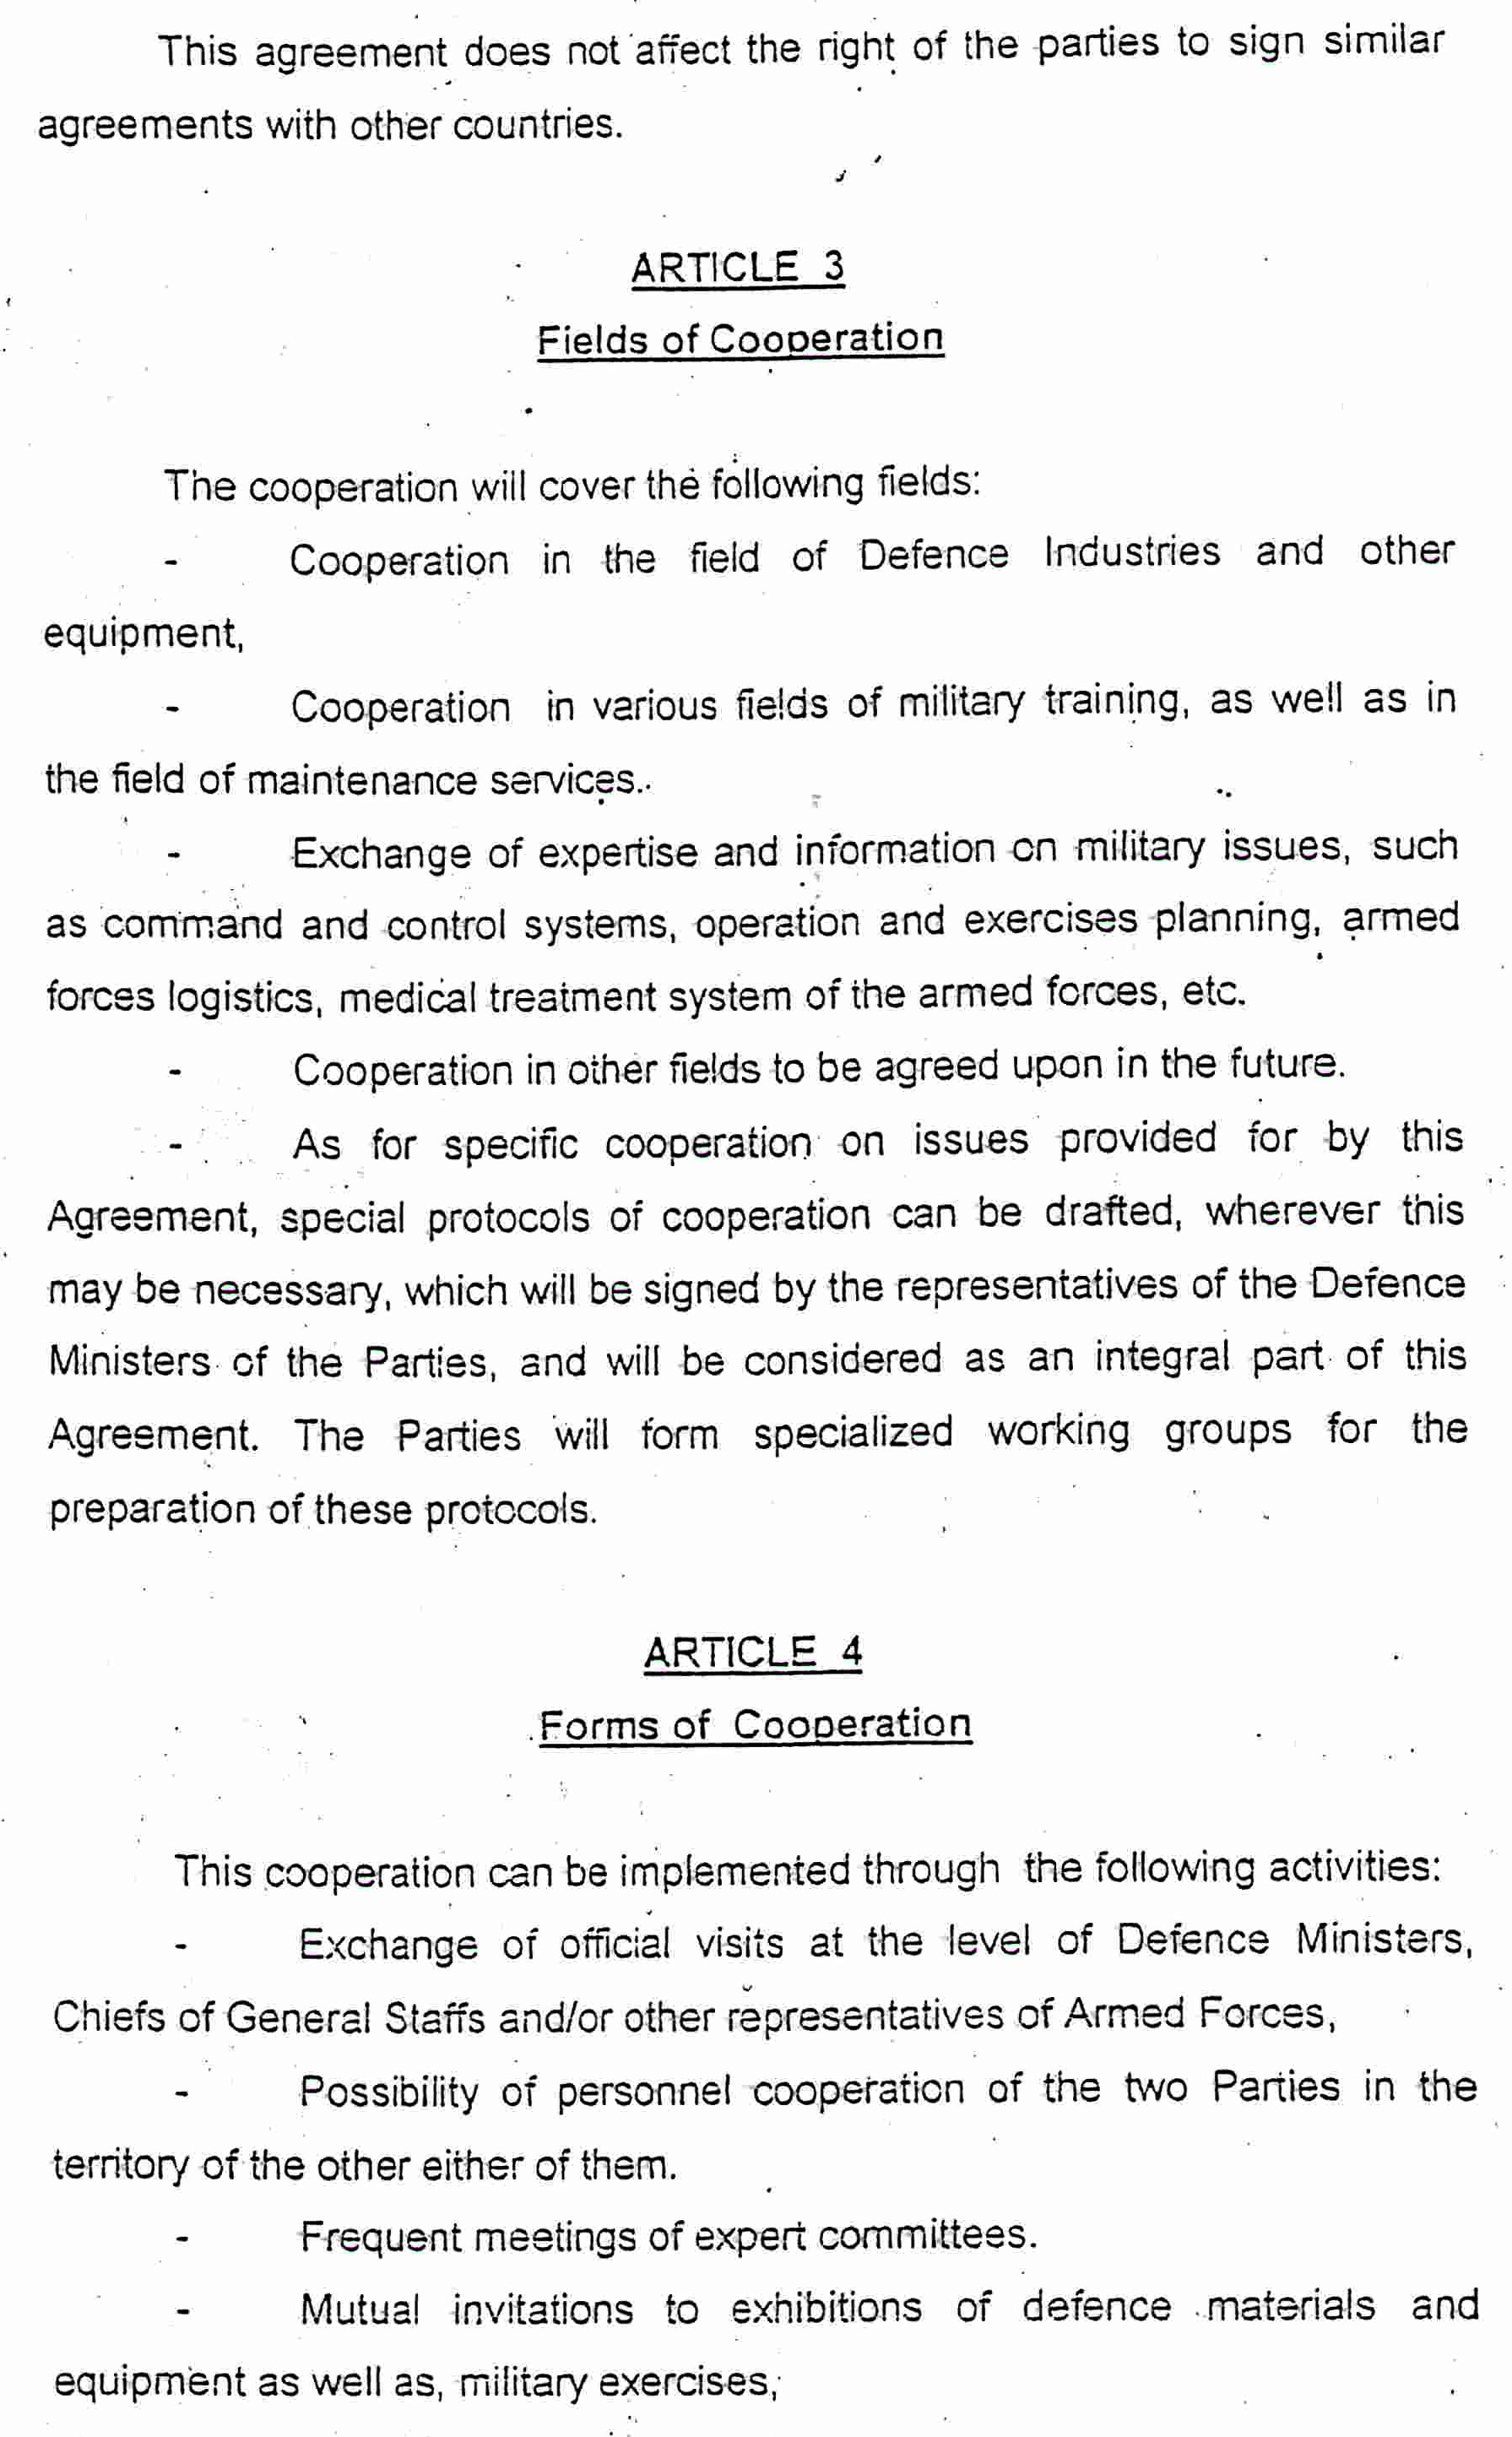 This agreement does not affect the right of the parties to sign similar
agreements with other countries.
ARTICLE 3
Fields of Cooperation
The cooperation will cover the following fields:
- Cooperation in the field of Defence Industries and other
equipment,
- Cooperation in various fields of military training, as well as in
the field of maintenance services..
- Exchange of expertise and information on military issues, such
as command and control systems, operation and exercises planning, armed
forces logistics, medical treatment system of the armed forces, etc.
- Cooperation in other fields to be agreed upon in the future.
- As for specific cooperation on issues provided for by this
Agreement, special protocols of cooperation can be drafted, wherever this
may be necessary, which will be signed by the representatives of the Defence
Ministers of the Parties, and will be considered as an integral part of this
Agreement. The Parties will form specialized working groups for the
preparation of these protocols.
ARTICLE 4
Forms of Cooperation
This cooperation can be implemented through the following activities:
- Exchange of official visits at the level of Defence Ministers,
Chiefs of General Staffs and/or other representatives of Armed Forces,
- Possibility of personnel cooperation of the two Parties in the
territory of the other either of them.
- Frequent meetings of expert committees.
- Mutual invitations to exhibitions of defence materials and
equipment as well as, military exercises,